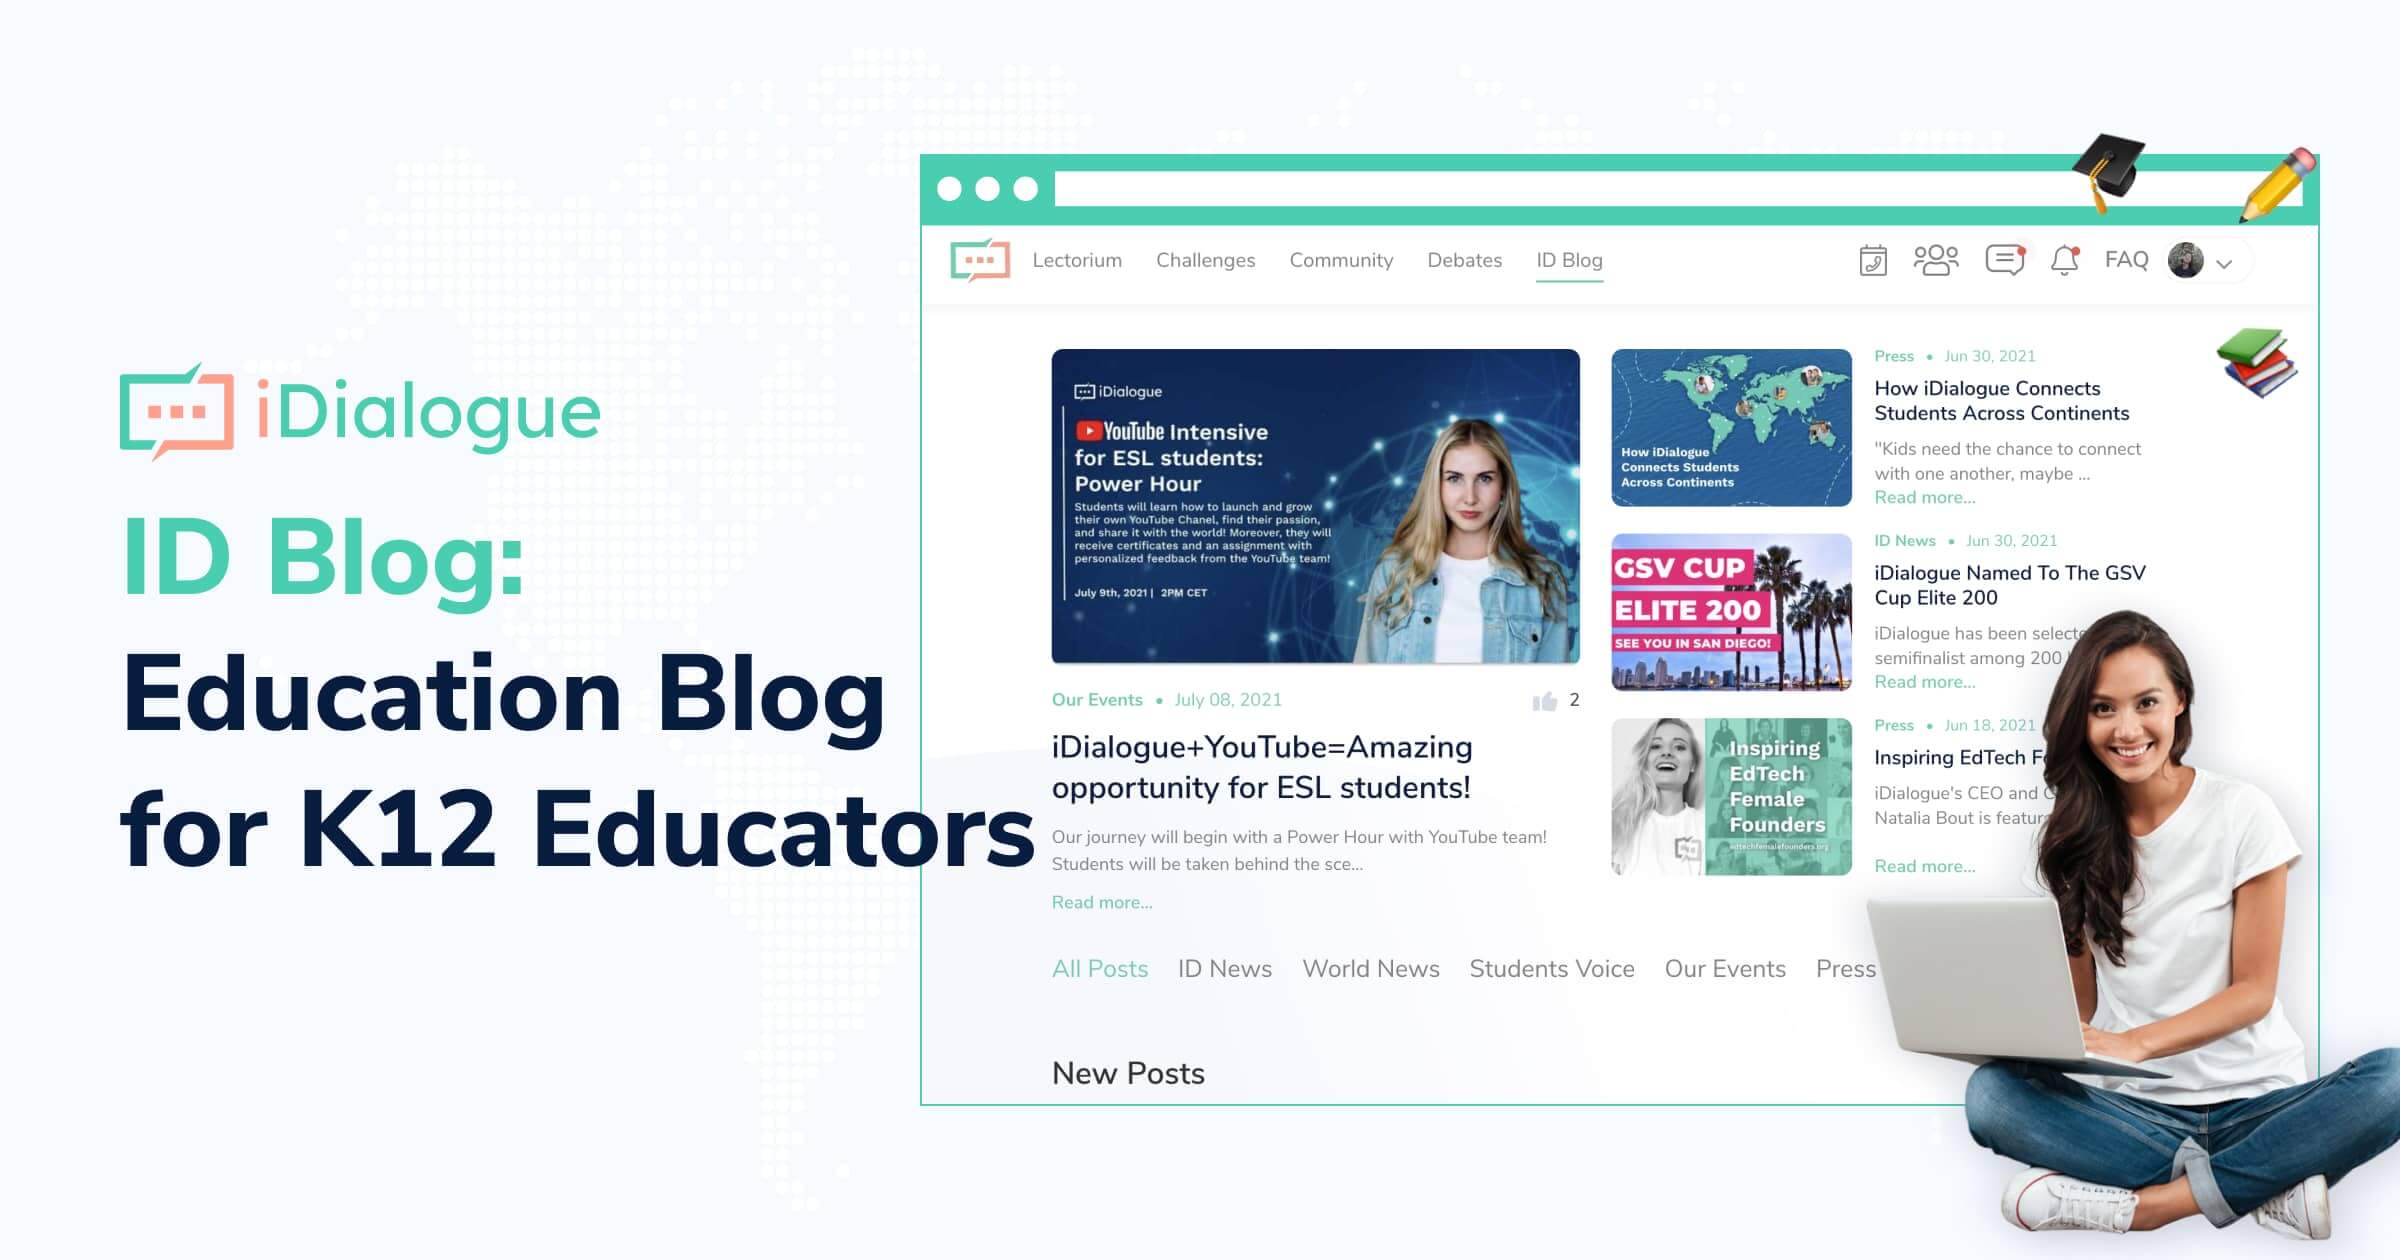 iDialogue
ID Blog:
Education Blog
for K12 Educators
Lectorium
Challenges
Community
Debates
ID Blog
FAQ
iDialogue
YouTube Intensive
for ESL students:
Power Hour
Students will learn how to launch and grow
their own YouTube Chanel, find their passion,
and share it with the world! Moreover, they will
receive certificates and an assignment with
personalized feedback from the YouTube team!
July 9th, 2021 | 2PM CET
Our Events • July 08, 2021
2
iDialogue+YouTube=Amazing
opportunity for ESL students!
Our journey will begin with a Power Hour with YouTube team!
Students will be taken behind the sce...
Read more...
How iDialogue
Connects Students
Across Continents
Press • Jun 30, 2021
How iDialogue Connects
Students Across Continents
"Kids need the chance to connect
with one another, maybe ...
Read more...
GSV CUP
ELITE 200
SEE YOU IN SAN DIEGO!
ID News • Jun 30, 2021
iDialogue Named To The GSV
Cup Elite 200
iDialogue has been selecte
semifinalist among 200
Read more...
Inspiring
EdTech
Female
Founders
edtechfemalefounders.org
Press • Jun 18, 2021
Inspiring EdTech Fe
iDialogue's CEO and C
Natalia Bout is featur
Read more...
All Posts
ID News
World News
Students Voice
Our Events
Press
New Posts